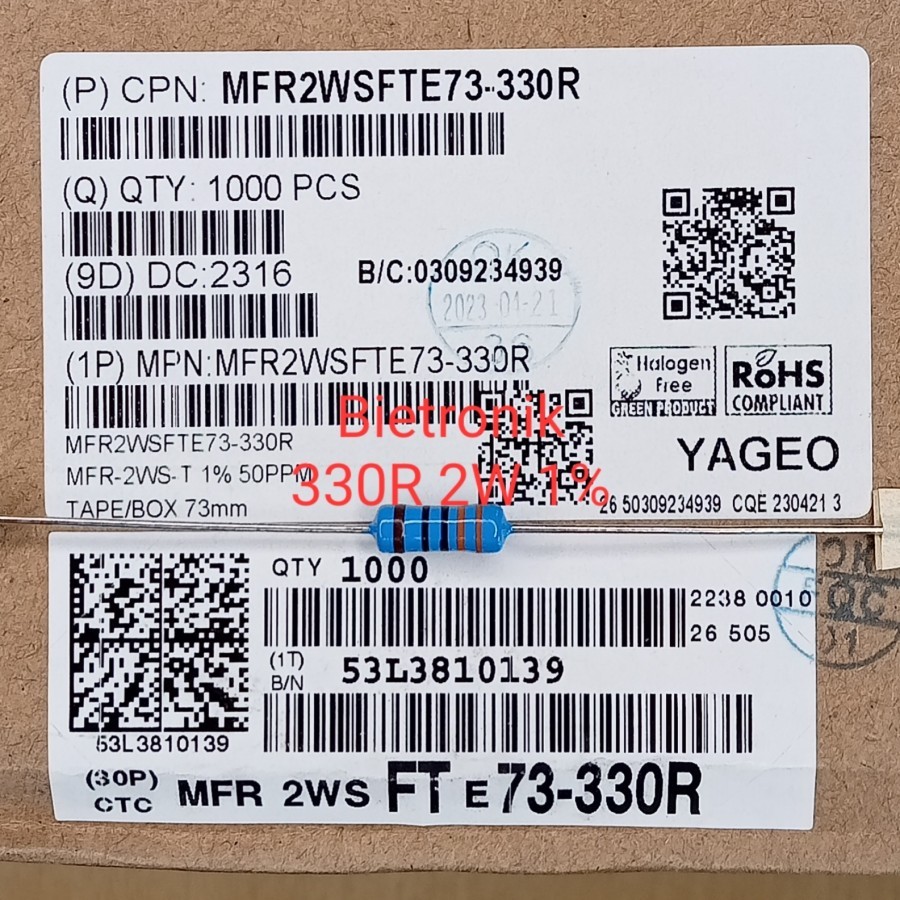 (P) CPN: MFR2WSFTE73-330R
(Q) QTY: 1000 PCS
(9D) DC:2316
B/C:0309234939
OK
2023-04-21
(1P) MPN:MFR2WSFTE73-330R
Halogen
Free
GREEN PRODUCT
RoHS
COMPLIANT
Bietronik
MFR2WSFTE73-330R
YAGEO
MFR-2WS-T 1% 50PPM
330R 2W 1%
TAPE/BOX 73mm
26 50309234939 CQE 230421 3
QTY 1000
2238 0010
26 505
(1T)
B/N 53L3810139
53L3810139
QC
(30P)
CTC MFR 2WS FT E 73-330R